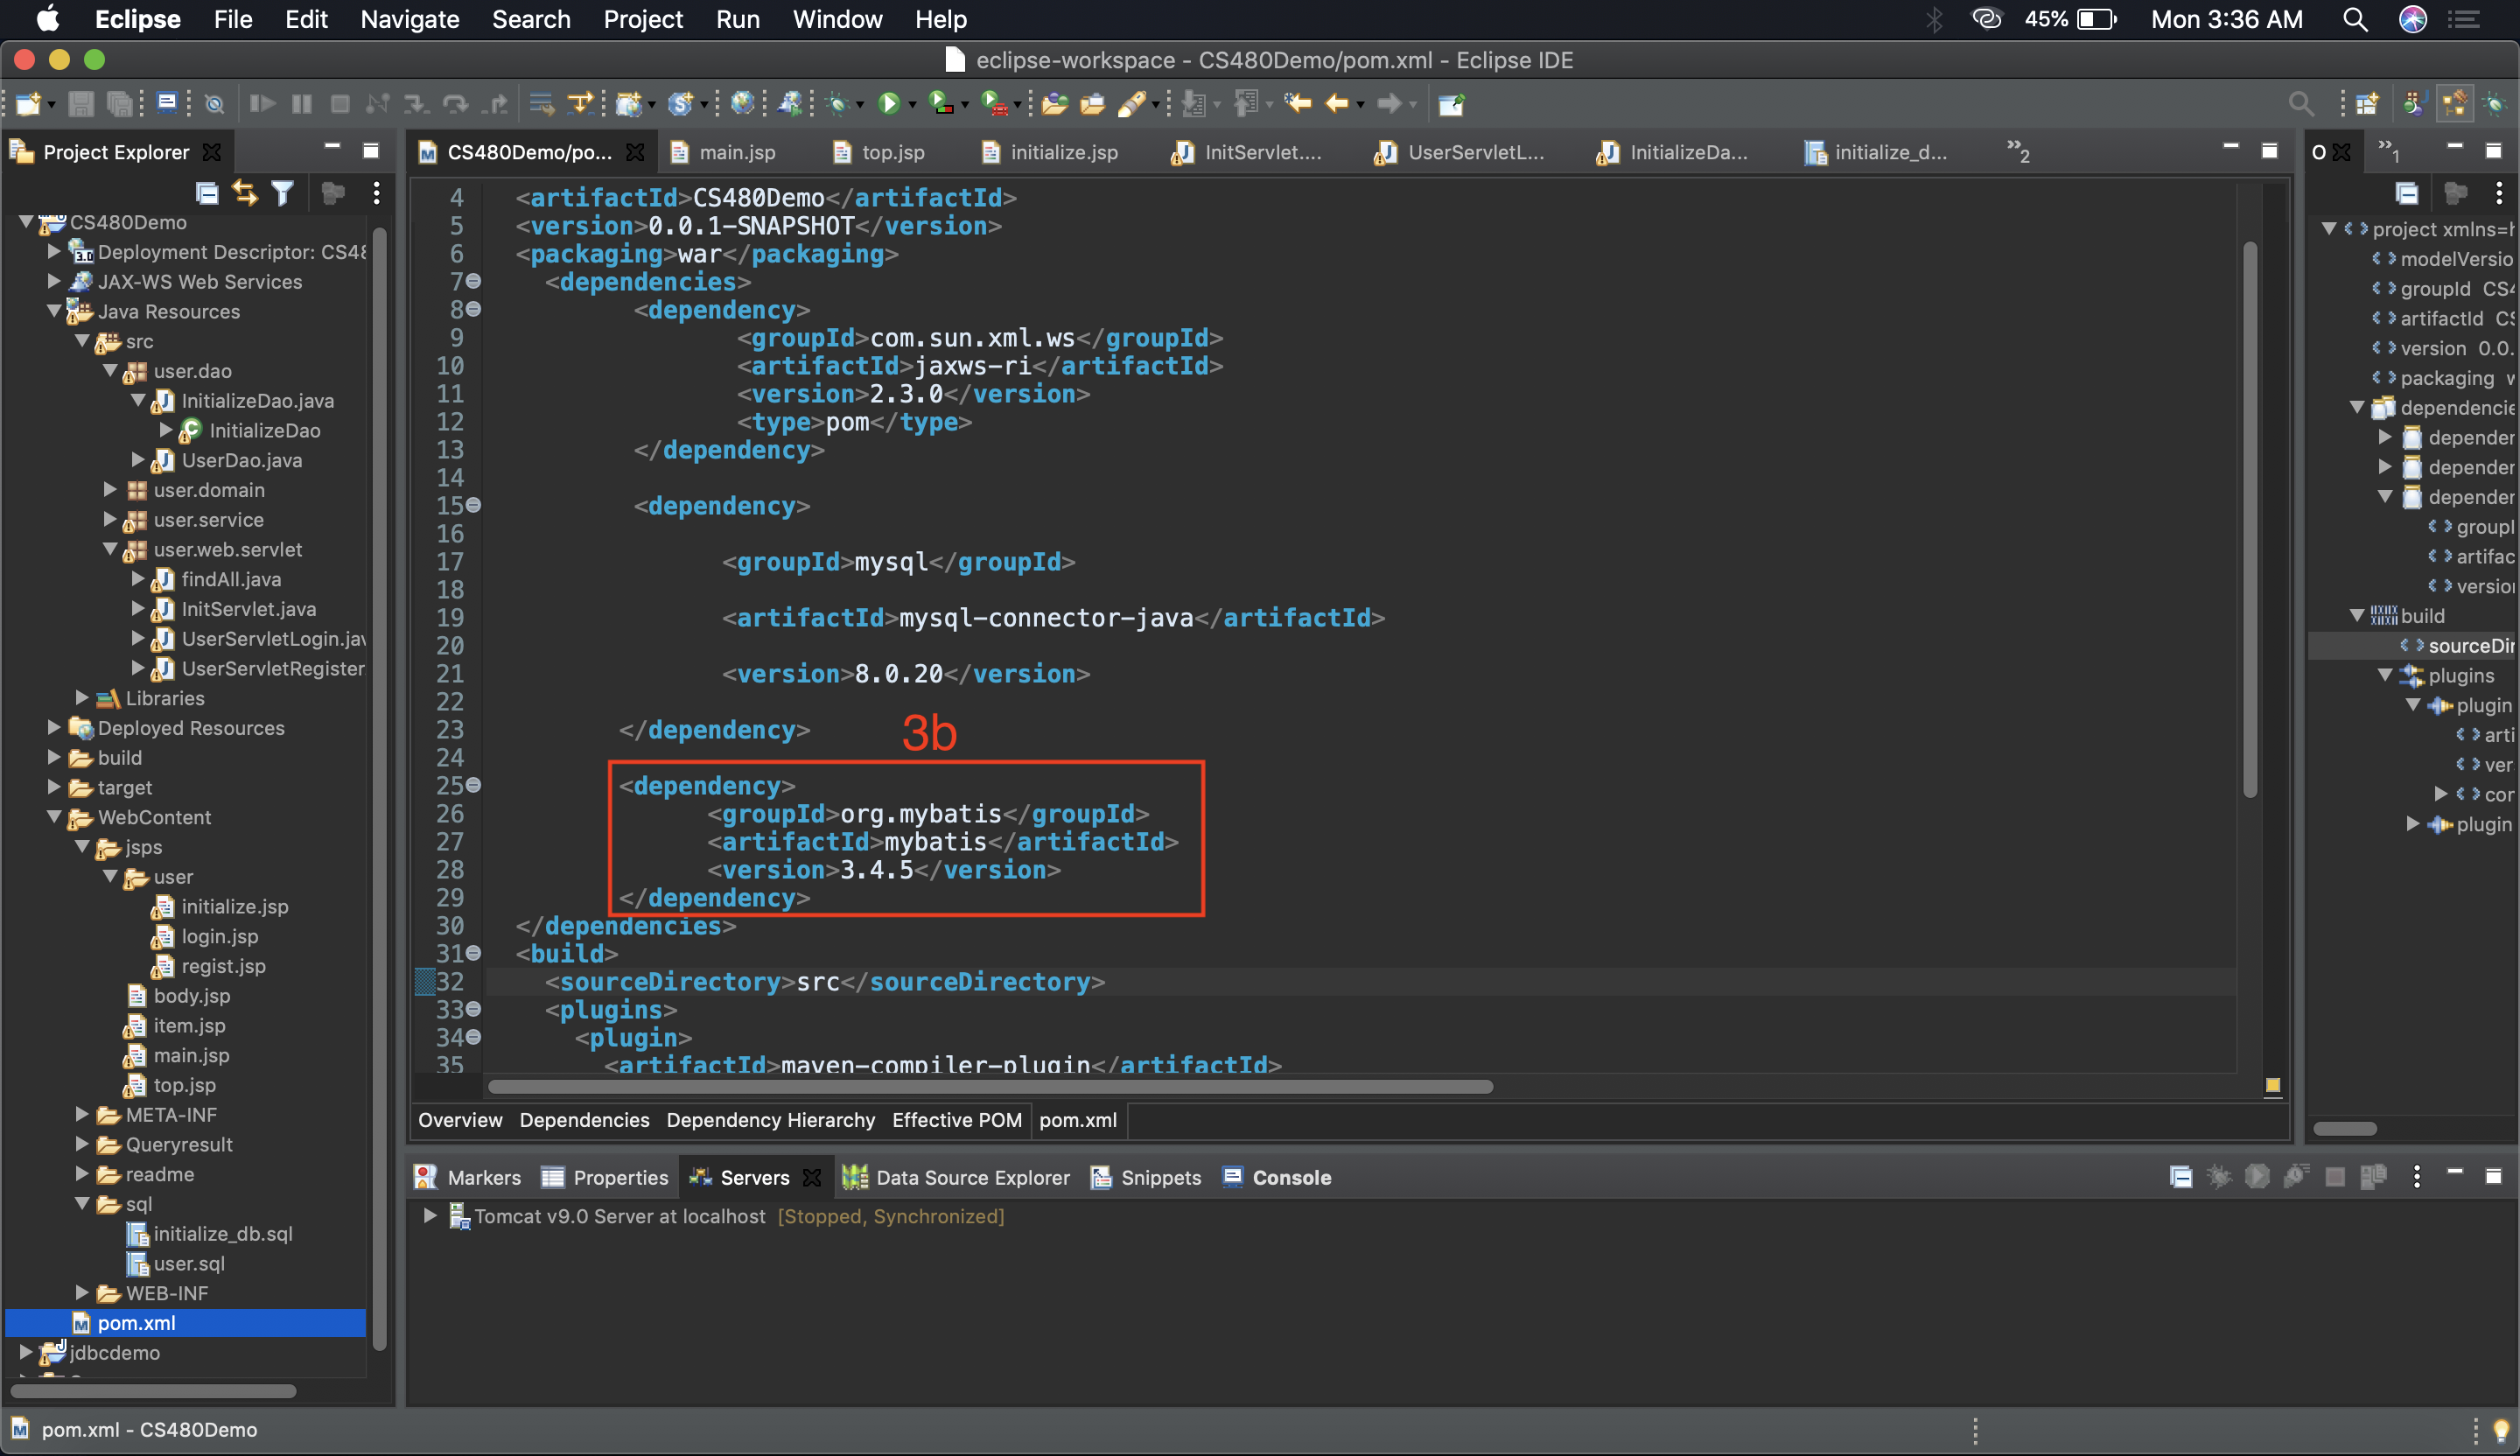 Eclipse File Edit Navigate Search Project Run Window Help 45% Mon 3:36 AM
eclipse-workspace - CS480Demo/pom.xml - Eclipse IDE
Project Explorer
CS480Demo
Deployment Descriptor: CS48
JAX-WS Web Services
Java Resources
src
user.dao
InitializeDao.java
InitializeDao
UserDao.java
user.domain
user.service
user.web.servlet
findAll.java
InitServlet.java
UserServletLogin.jav
UserServletRegister.
Libraries
Deployed Resources
build
target
WebContent
jsps
user
initialize.jsp
login.jsp
regist.jsp
body.jsp
item.jsp
main.jsp
top.jsp
META-INF
Queryresult
readme
sql
initialize_db.sql
user.sql
WEB-INF
pom.xml
jdbcdemo
CS480Demo/po... main.jsp top.jsp initialize.jsp InitServlet.... UserServletL... InitializeDa... initialize_d... »2
4 <artifactId>CS480Demo</artifactId>
5 <version>0.0.1-SNAPSHOT</version>
6 <packaging>war</packaging>
7 <dependencies>
8 <dependency>
9 <groupId>com.sun.xml.ws</groupId>
10 <artifactId>jaxws-ri</artifactId>
11 <version>2.3.0</version>
12 <type>pom</type>
13 </dependency>
14
15 <dependency>
16
17 <groupId>mysql</groupId>
18
19 <artifactId>mysql-connector-java</artifactId>
20
21 <version>8.0.20</version>
22
23 </dependency>
3b
24
25 <dependency>
26 <groupId>org.mybatis</groupId>
27 <artifactId>mybatis</artifactId>
28 <version>3.4.5</version>
29 </dependency>
30 </dependencies>
31 <build>
32 <sourceDirectory>src</sourceDirectory>
33 <plugins>
34 <plugin>
35 <artifactId>maven-compiler-plugin</artifactId>
Overview Dependencies Dependency Hierarchy Effective POM pom.xml
O »1
project xmlns=h
modelVersio
groupId CS4
artifactId CS
version 0.0.
packaging w
dependencie
dependen
dependen
dependen
groupI
artifac
version
build
sourceDir
plugins
plugin
arti
ver
con
plugin
Markers Properties Servers Data Source Explorer Snippets Console
Tomcat v9.0 Server at localhost [Stopped, Synchronized]
pom.xml - CS480Demo